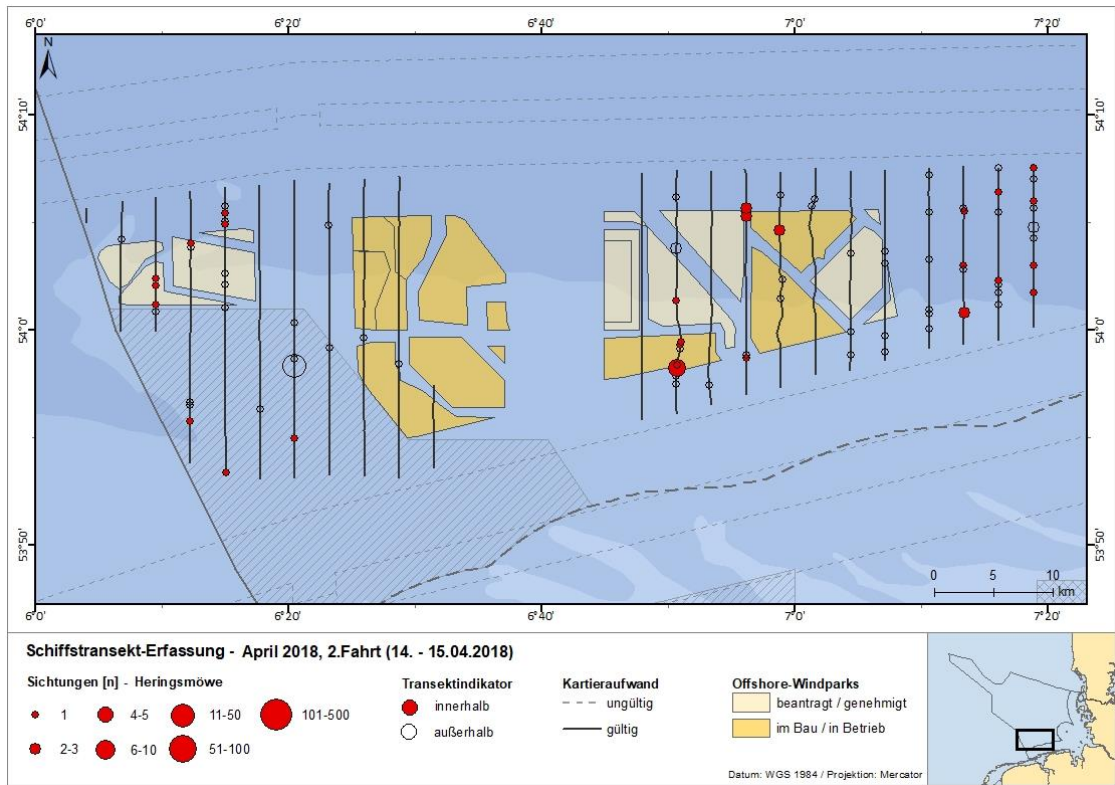 6°0' 6°20' 6°40' 7°0' 7°20'
N
54°10' 54°10'
54°0' 54°0'
53°50' 53°50'
0 5 10
km
6°0' 6°20' 6°40' 7°0' 7°20'
Schiffstransekt-Erfassung - April 2018, 2.Fahrt (14. - 15.04.2018)
Sichtungen [n] - Heringsmöwe
1 4-5 11-50 101-500
2-3 6-10 51-100
Transektindikator
innerhalb
außerhalb
Kartieraufwand
ungültig
gültig
Offshore-Windparks
beantragt / genehmigt
im Bau / in Betrieb
Datum: WGS 1984 / Projektion: Mercator